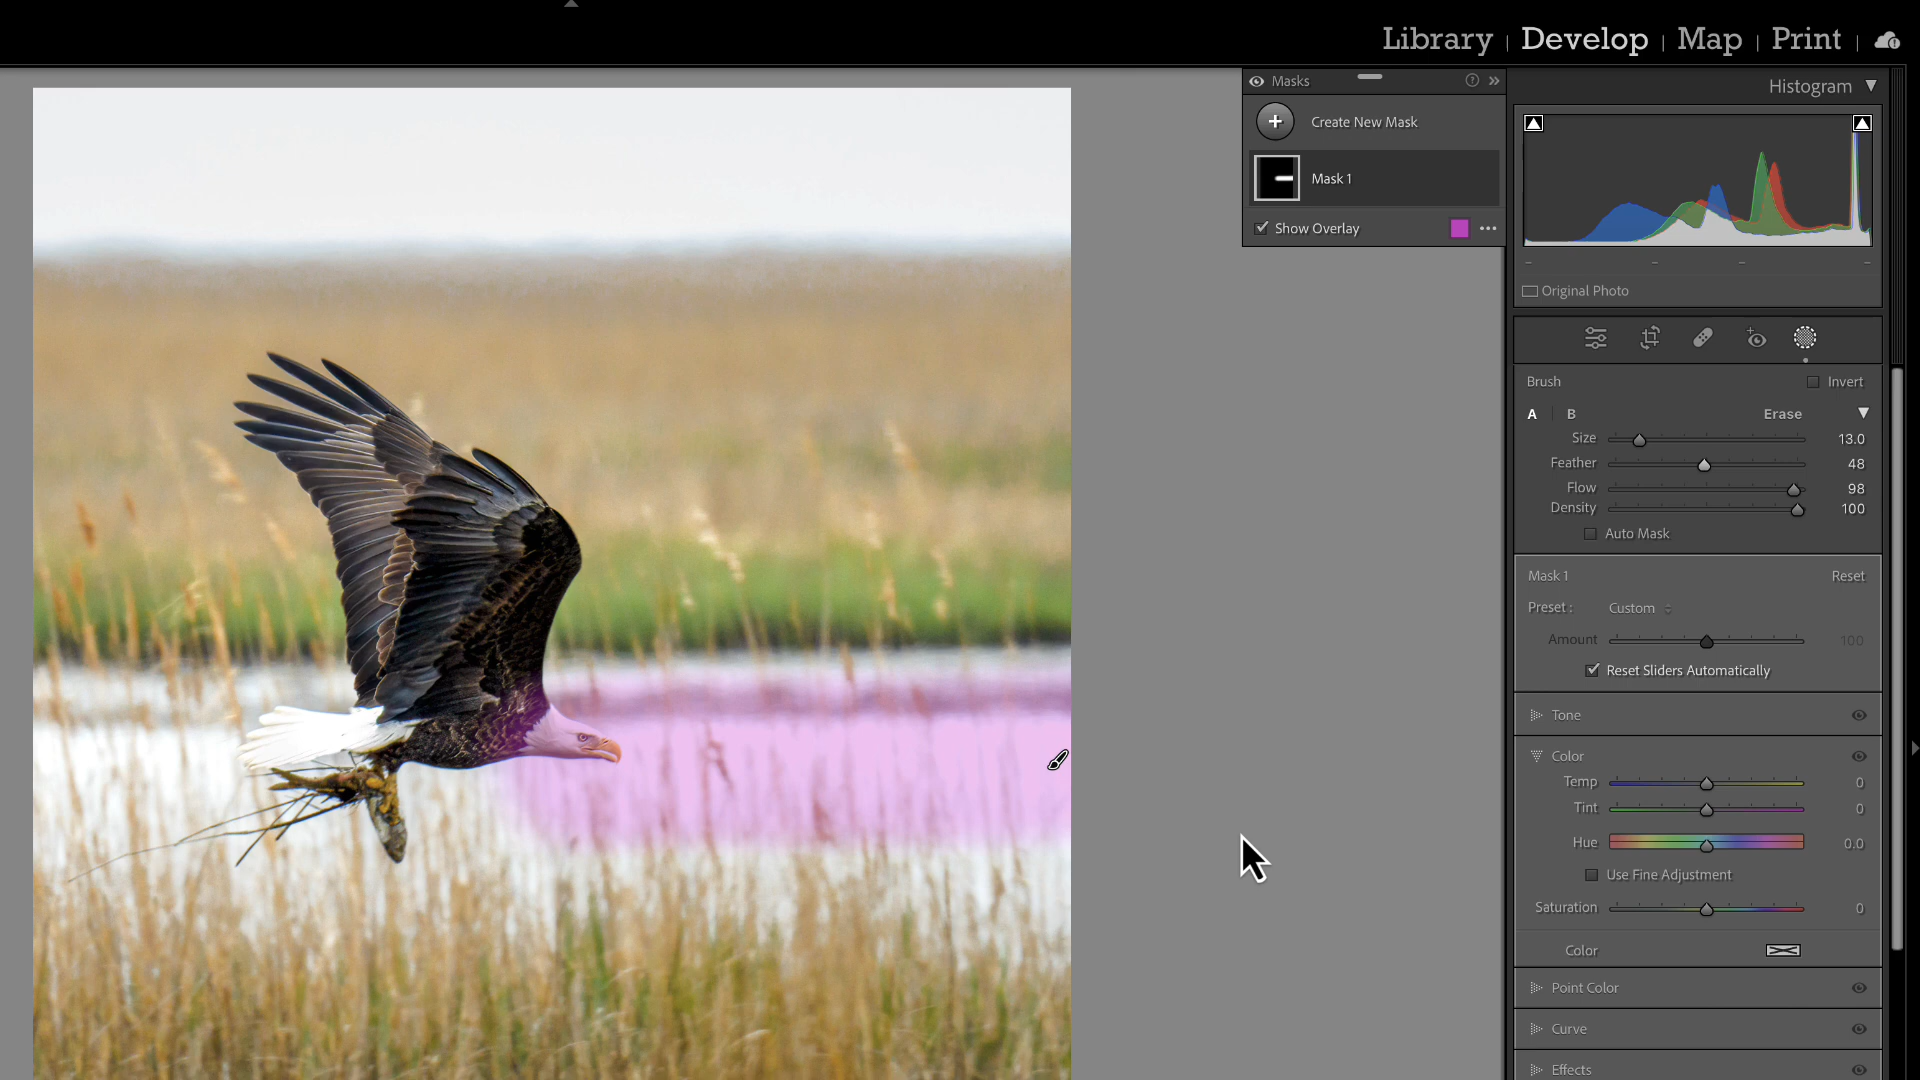 Library | Develop | Map | Print |
Masks
Create New Mask
Mask 1
Show Overlay
Histogram
Original Photo
Brush
Invert
A B Erase
Size 13.0
Feather 48
Flow 98
Density 100
Auto Mask
Mask 1 Reset
Preset : Custom
Amount 100
Reset Sliders Automatically
Tone
Color
Temp 0
Tint 0
Hue 0.0
Use Fine Adjustment
Saturation 0
Color
Point Color
Curve
Effects